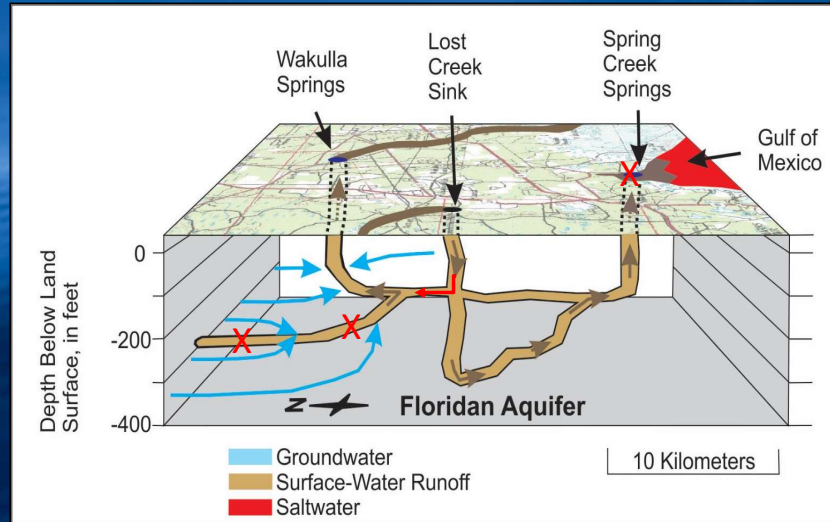 Wakulla
Springs
Lost
Creek
Sink
Spring
Creek
Springs
Gulf of
Mexico
X
0
X
X
-200
-400
Depth Below Land
Surface, in feet
N
Floridan Aquifer
Groundwater
Surface-Water Runoff
Saltwater
10 Kilometers